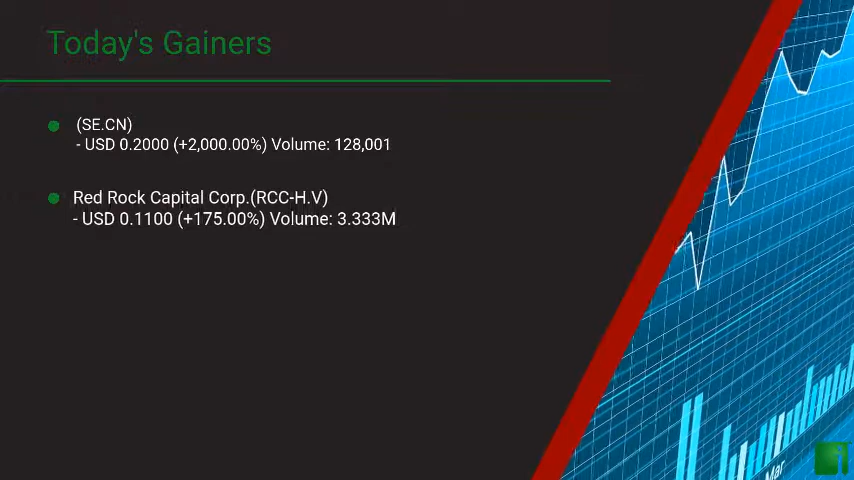 Today's Gainers
(SE.CN)
- USD 0.2000 (+2,000.00%) Volume: 128,001
Red Rock Capital Corp.(RCC-H.V)
- USD 0.1100 (+175.00%) Volume: 3.333M
Mar